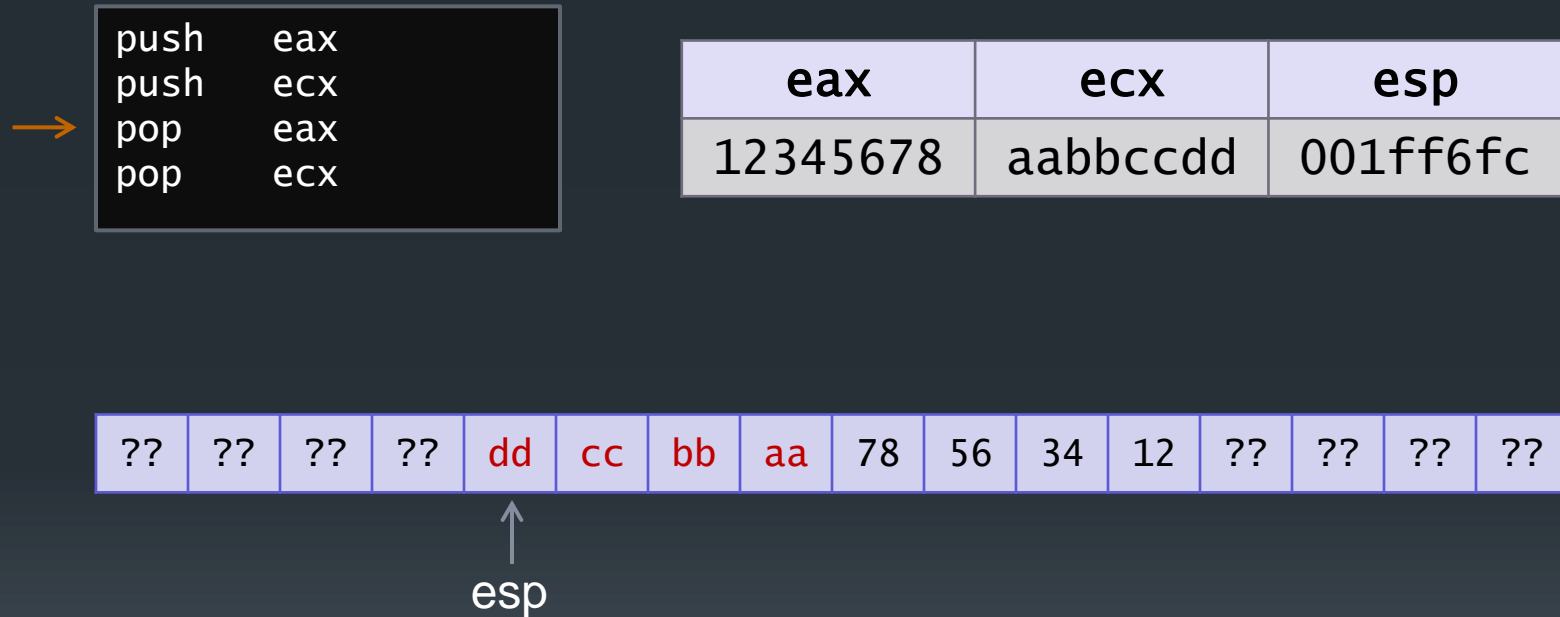 push eax
push ecx
pop eax
pop ecx
eax ecx esp
12345678 aabbccdd 001ff6fc
?? ?? ?? ?? dd cc bb aa 78 56 34 12 ?? ?? ?? ??
esp